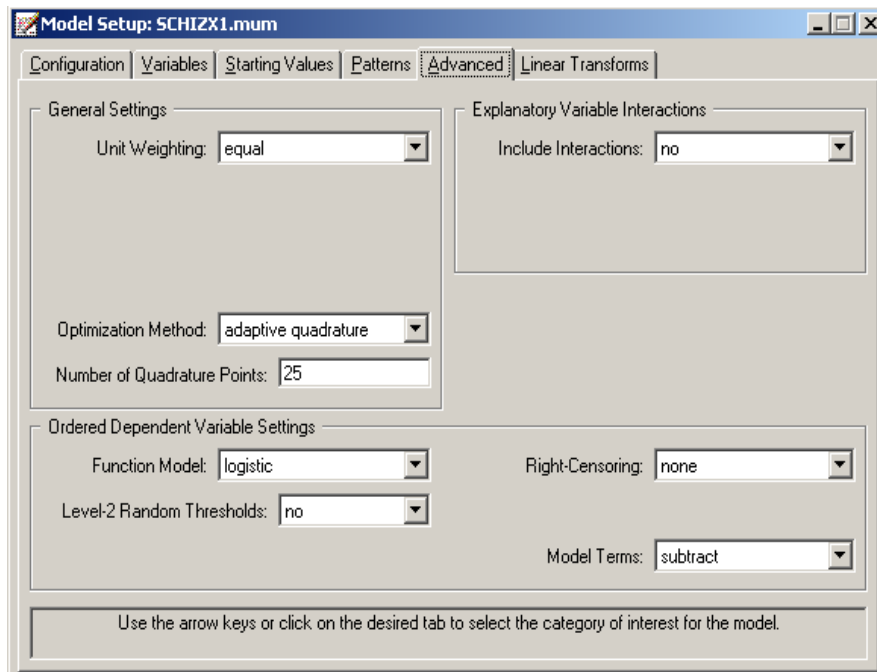 Model Setup: SCHIZX1.mum
Configuration Variables Starting Values Patterns Advanced Linear Transforms
General Settings
Unit Weighting: equal
Optimization Method: adaptive quadrature
Number of Quadrature Points: 25
Explanatory Variable Interactions
Include Interactions: no
Ordered Dependent Variable Settings
Function Model: logistic
Right-Censoring: none
Level-2 Random Thresholds: no
Model Terms: subtract
Use the arrow keys or click on the desired tab to select the category of interest for the model.